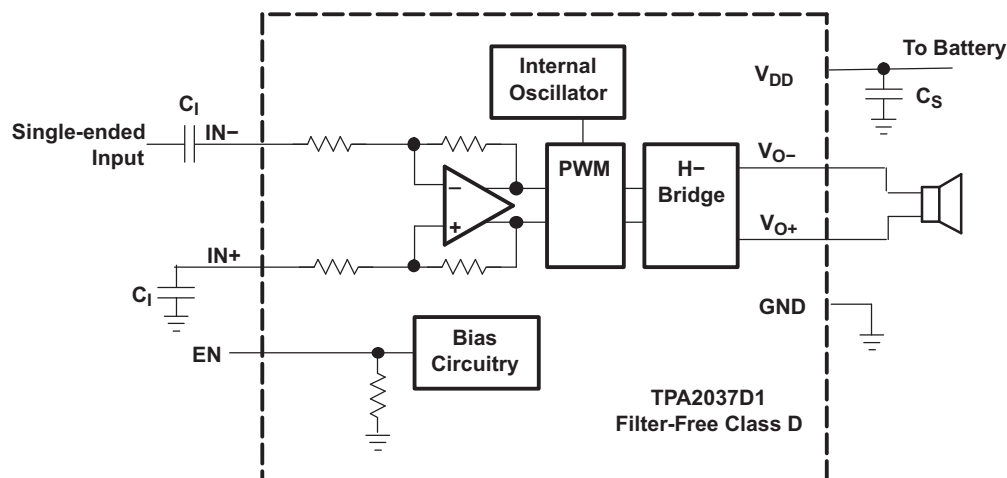 Internal
Oscillator
To Battery
V_DD
C_S
C_I
IN−
Single-ended
Input
−
+
PWM
H−
Bridge
V_O−
V_O+
IN+
C_I
GND
EN
Bias
Circuitry
TPA2037D1
Filter-Free Class D